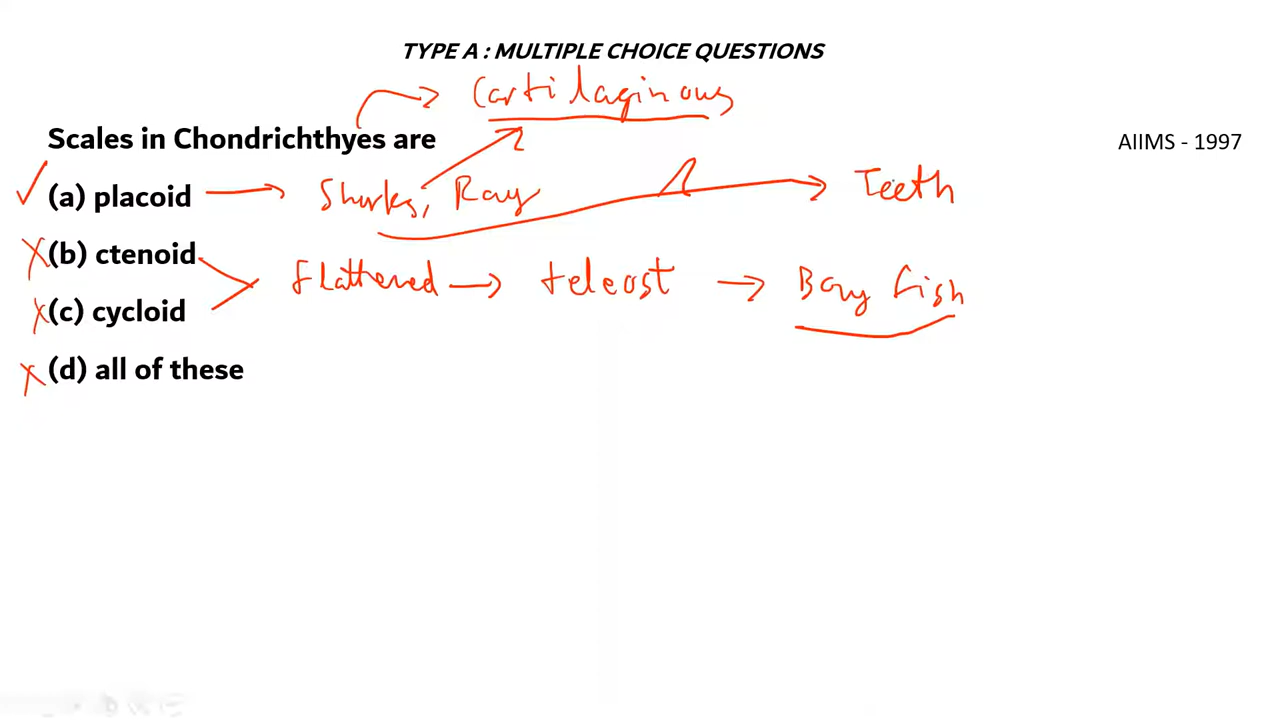 TYPE A : MULTIPLE CHOICE QUESTIONS
Cartilaginous
Scales in Chondrichthyes are
AIIMS - 1997
(a) placoid Sharks, Ray Teeth
(b) ctenoid
Flattered teleost Bony fish
(c) cycloid
(d) all of these